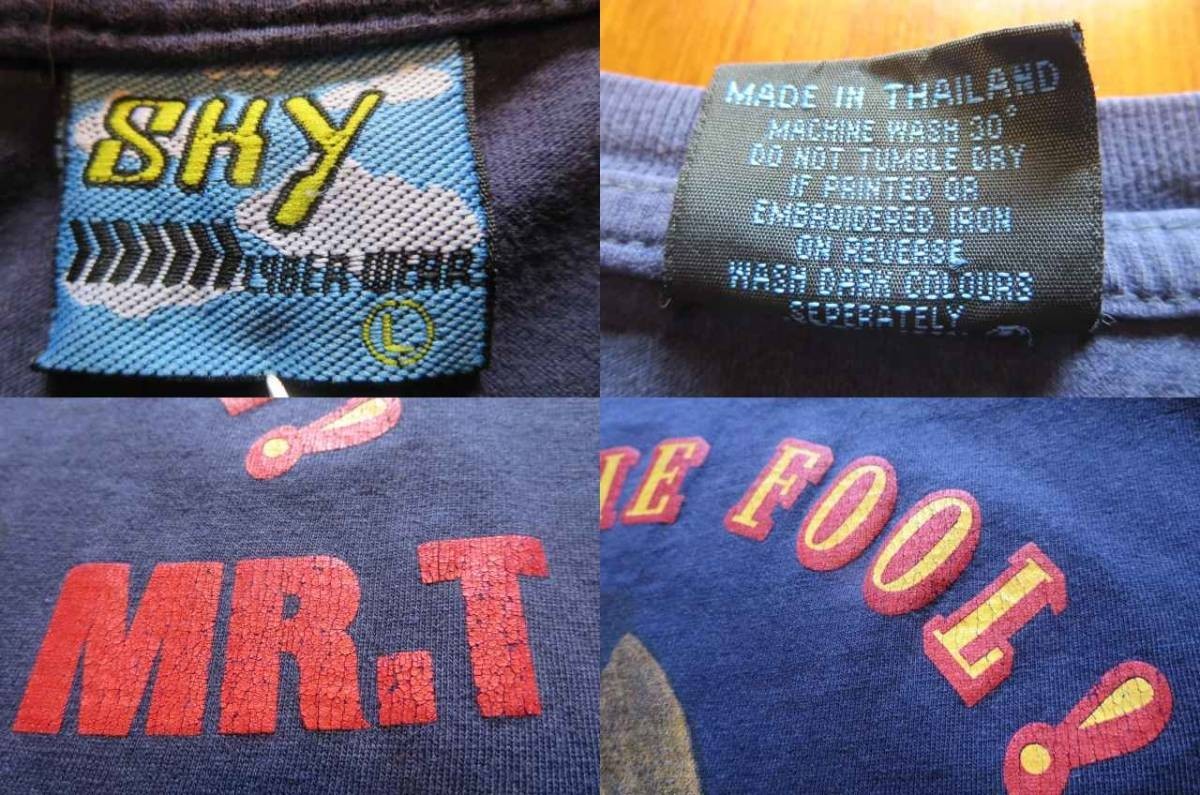 SKY
CYBER WEAR
L
MADE IN THAILAND
MACHINE WASH 30°
DO NOT TUMBLE DRY
IF PRINTED OR
EMBROIDERED IRON
ON REVERSE
WASH DARK COLOURS
SEPERATELY.
MR.T
FOOL!